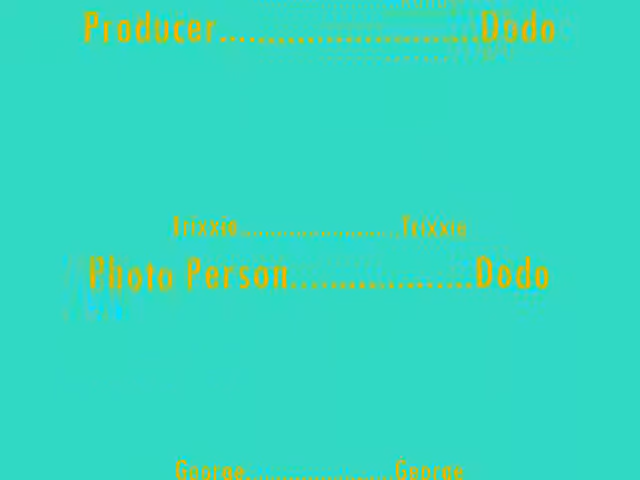 Producer..........................Dodo
Trixxie..........................Trixxie
Photo Person..................Dodo
George........................George